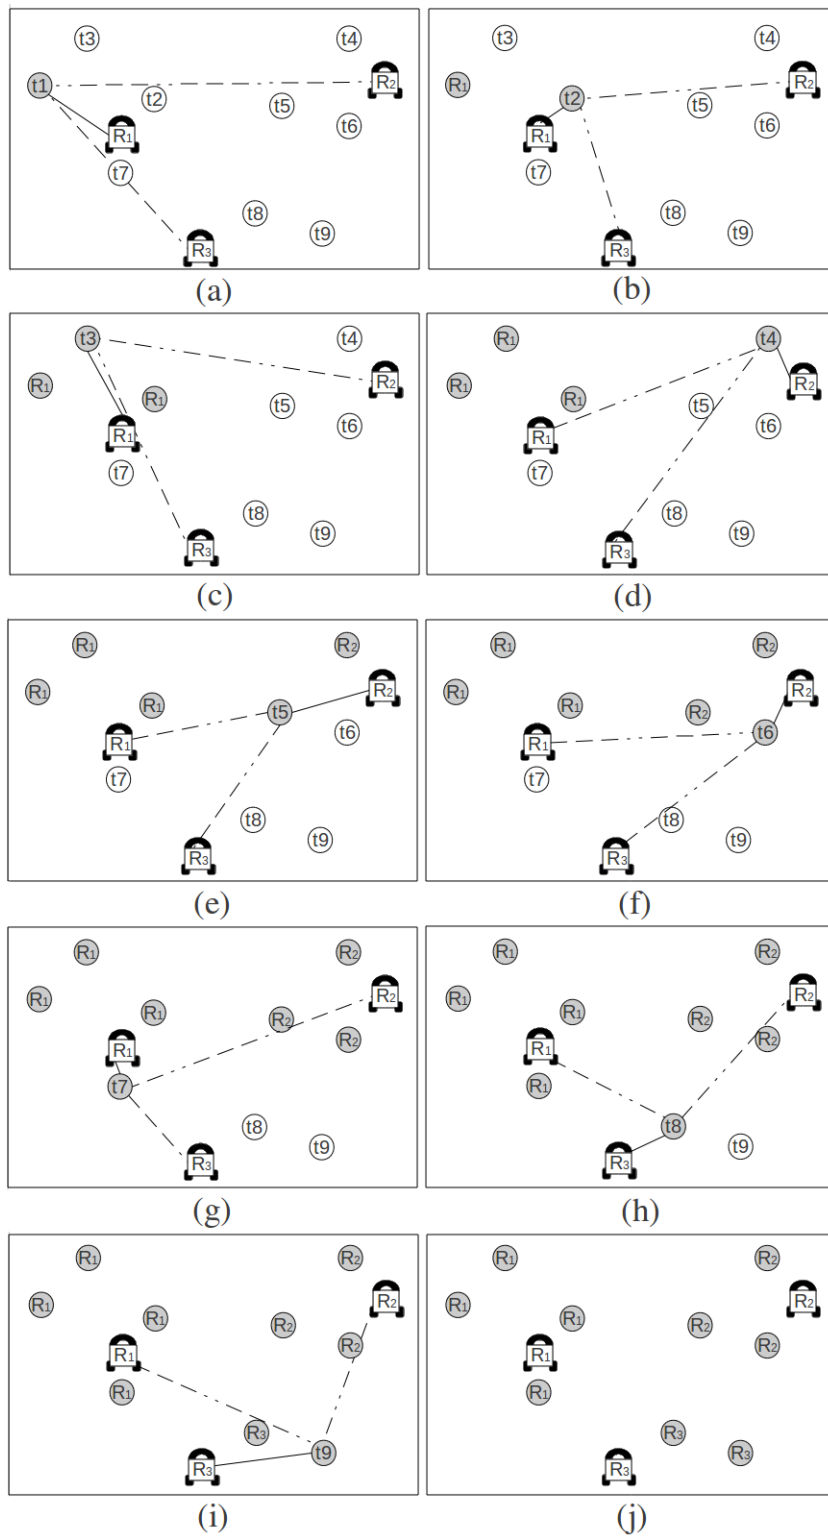 t3 t4 t3 t4
t1 R2 R1 R2
t2 t5 t2 t5
R1 t6 R1 t6
t7 t7
t8 t9 t8 t9
R3 R3
(a) (b)
t3 t4 R1 t4
R1 R2 R1 R2
R1 t5 R1 t5
R1 t6 R1 t6
t7 t7
t8 t9 t8 t9
R3 R3
(c) (d)
R1 R2 R1 R2
R1 R2 R1 R2
R1 t5 R1 R2
R1 t6 R1 t6
t7 t7
t8 t9 t8 t9
R3 R3
(e) (f)
R1 R2 R1 R2
R1 R2 R1 R2
R1 R2 R1 R2
R1 R2 R1 R2
t7 R1
t8 t9 t8 t9
R3 R3
(g) (h)
R1 R2 R1 R2
R1 R2 R1 R2
R1 R2 R1 R2
R1 R2 R1 R2
R1 R1
R3 t9 R3 R3
R3 R3
(i) (j)